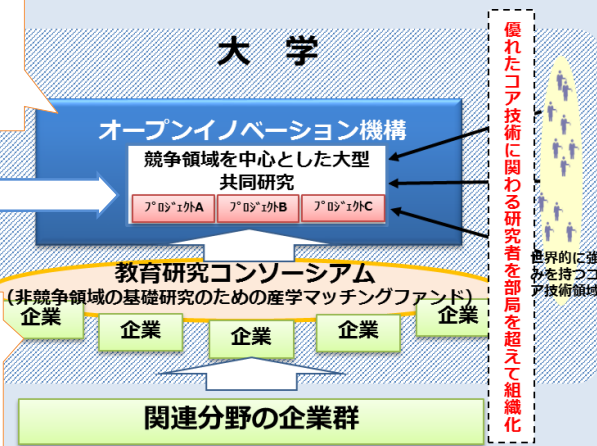 大　学
オープンイノベーション機構
競争領域を中心とした大型
共同研究
ﾌﾟﾛｼﾞｪｸﾄA
ﾌﾟﾛｼﾞｪｸﾄB
ﾌﾟﾛｼﾞｪｸﾄC
教育研究コンソーシアム
（非競争領域の基礎研究のための産学マッチングファンド）
企業
企業
企業
企業
企業
関連分野の企業群
優れたコア技術に関わる研究者を部局を超えて組織化
世界的に強
みを持つコ
ア技術領域